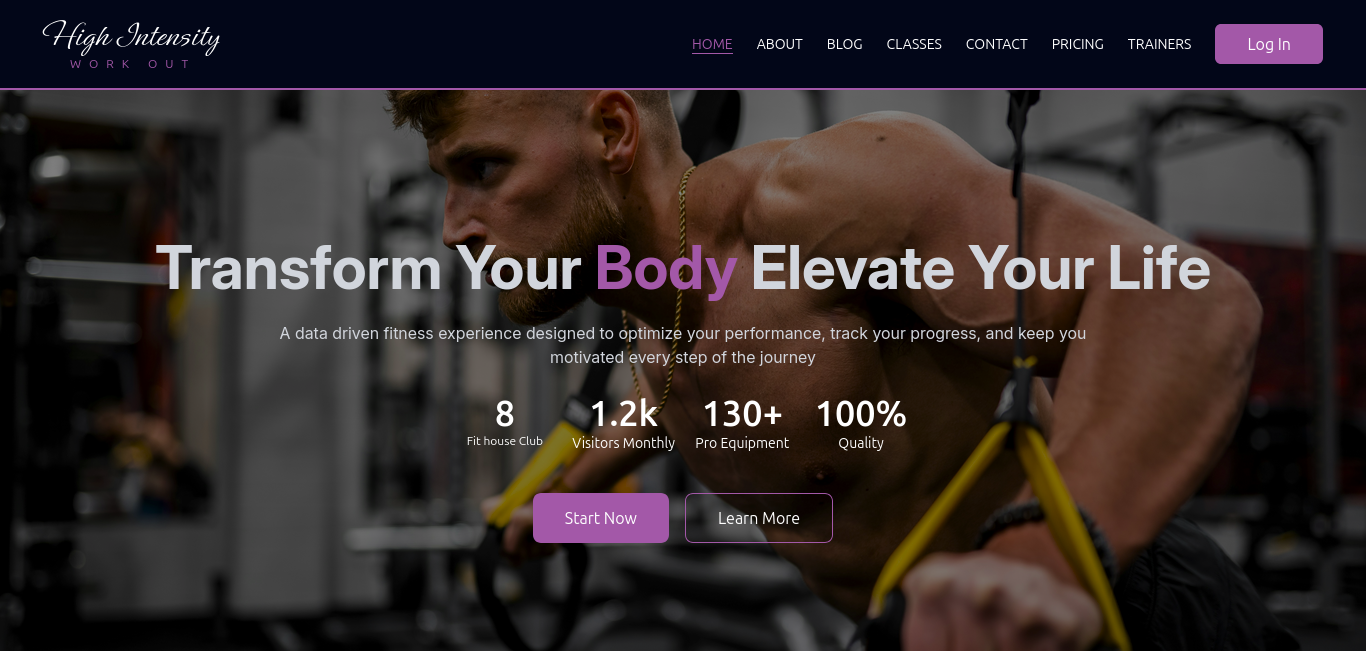 High Intensity
WORK OUT
HOME ABOUT BLOG CLASSES CONTACT PRICING TRAINERS Log In
Transform Your Body Elevate Your Life
A data driven fitness experience designed to optimize your performance, track your progress, and keep you
motivated every step of the journey
8 1.2k 130+ 100%
Fit house Club Visitors Monthly Pro Equipment Quality
Start Now Learn More